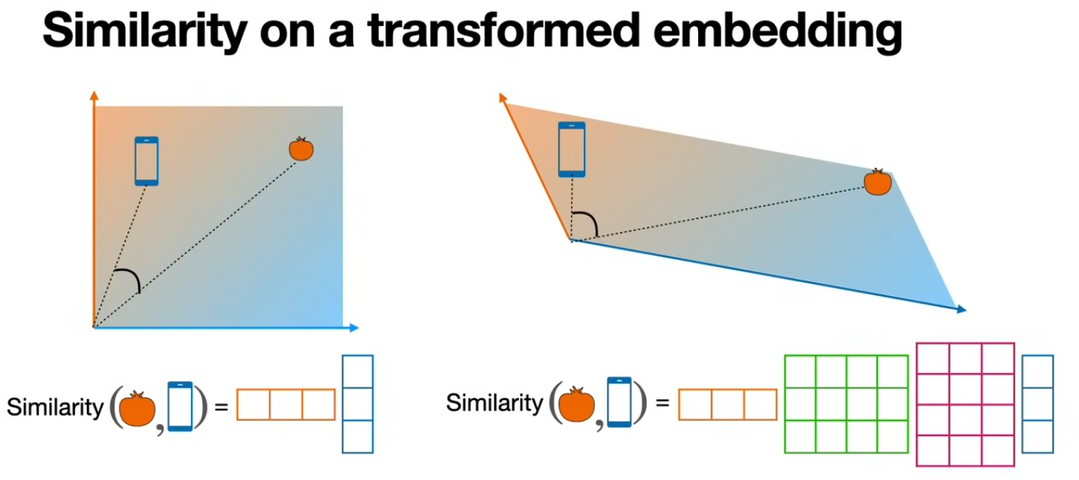 Similarity on a transformed embedding
Similarity ( , ) =
Similarity ( , ) =